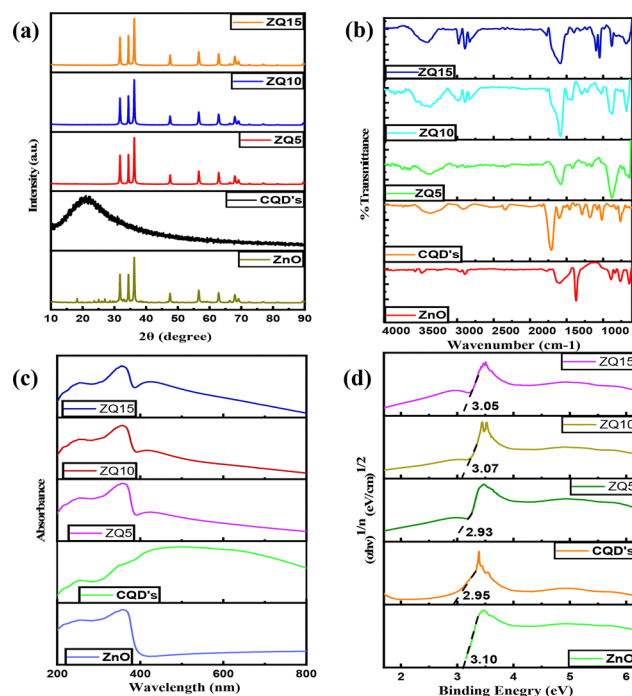 (a)
ZQ15
ZQ10
ZQ5
CQD's
ZnO
Intensity (a.u.)
10 20 30 40 50 60 70 80 90
2θ (degree)
(b)
ZQ15
ZQ10
ZQ5
CQD's
ZnO
% Transmittance
4000 3500 3000 2500 2000 1500 1000
Wavenumber (cm-1)
(c)
ZQ15
ZQ10
ZQ5
CQD's
ZnO
Absorbance
200 400 600 800
Wavelength (nm)
(d)
ZQ15
3.05
ZQ10
3.07
ZQ5
2.93
CQD's
2.95
ZnO
3.10
(αhν)1/n (eV/cm)1/2
2 3 4 5 6
Binding Enegry (eV)